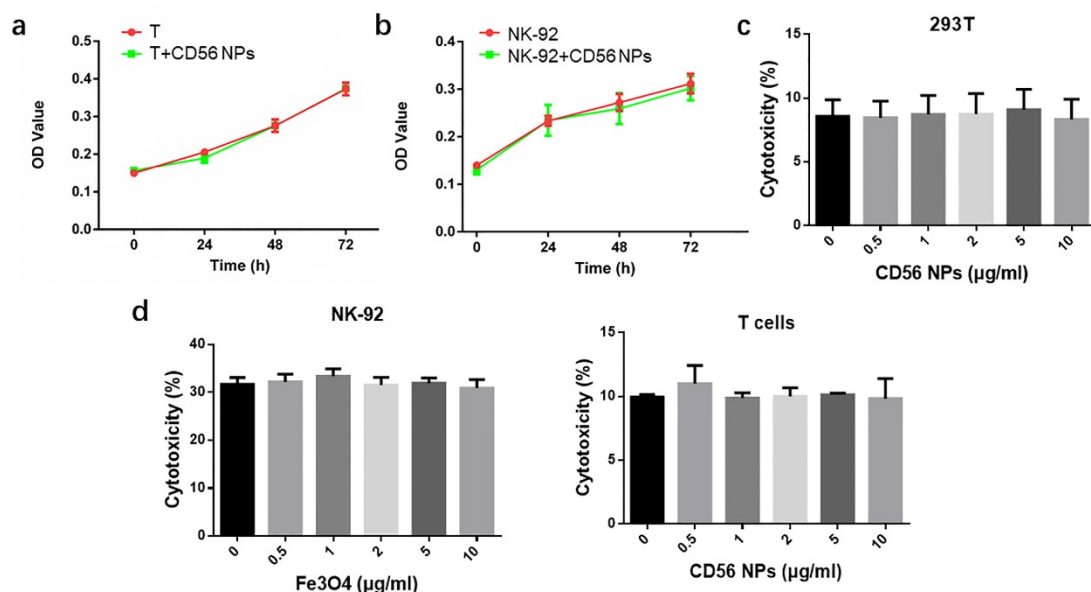 a
T
T+CD56 NPs
OD Value
0.5
0.4
0.3
0.2
0.1
0.0
0 24 48 72
Time (h)
b
NK-92
NK-92+CD56NPs
OD Value
0.5
0.4
0.3
0.2
0.1
0.0
0 24 48 72
Time (h)
c
293T
Cytotoxicity (%)
15
10
5
0
0 0.5 1 2 5 10
CD56 NPs (μg/ml)
d
NK-92
Cytotoxicity (%)
40
30
20
10
0
0 0.5 1 2 5 10
Fe3O4 (μg/ml)
T cells
Cytotoxicity (%)
15
10
5
0
0 0.5 1 2 5 10
CD56 NPs (μg/ml)